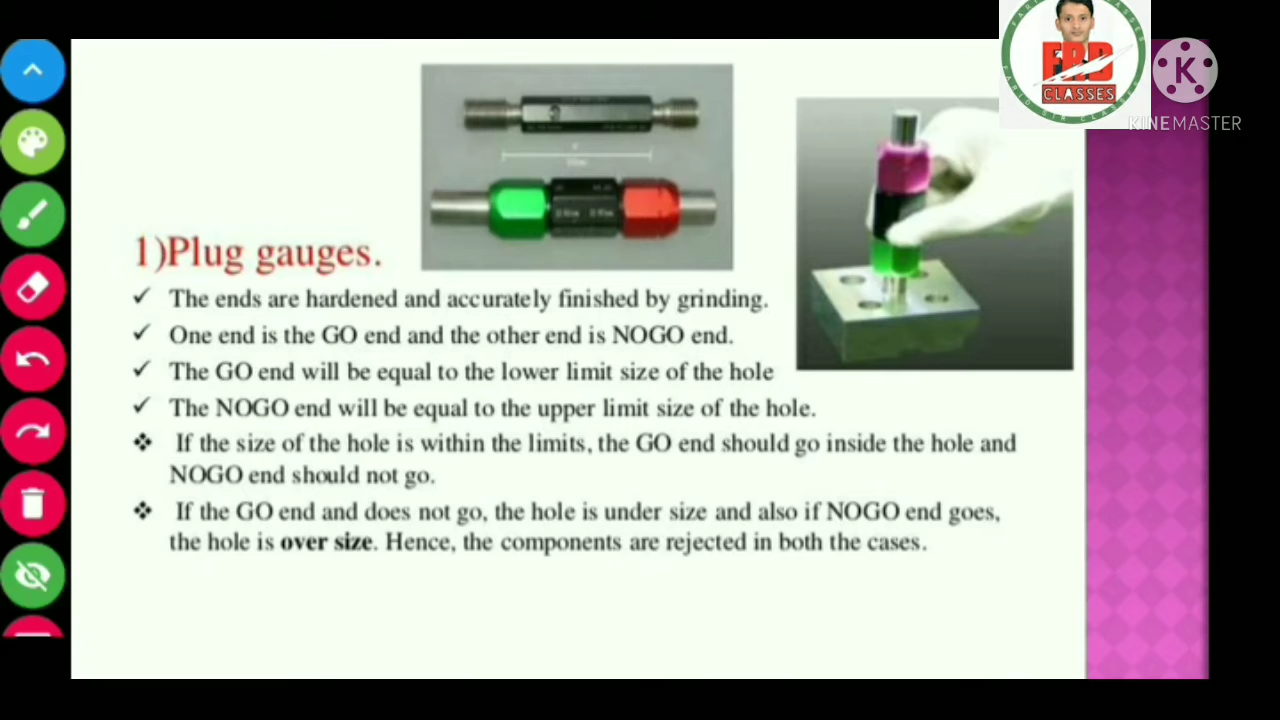 FRD
CLASSES
K
KINEMASTER
1)Plug gauges.
✓ The ends are hardened and accurately finished by grinding.
✓ One end is the GO end and the other end is NOGO end.
✓ The GO end will be equal to the lower limit size of the hole
✓ The NOGO end will be equal to the upper limit size of the hole.
❖ If the size of the hole is within the limits, the GO end should go inside the hole and
NOGO end should not go.
❖ If the GO end and does not go, the hole is under size and also if NOGO end goes,
the hole is over size. Hence, the components are rejected in both the cases.